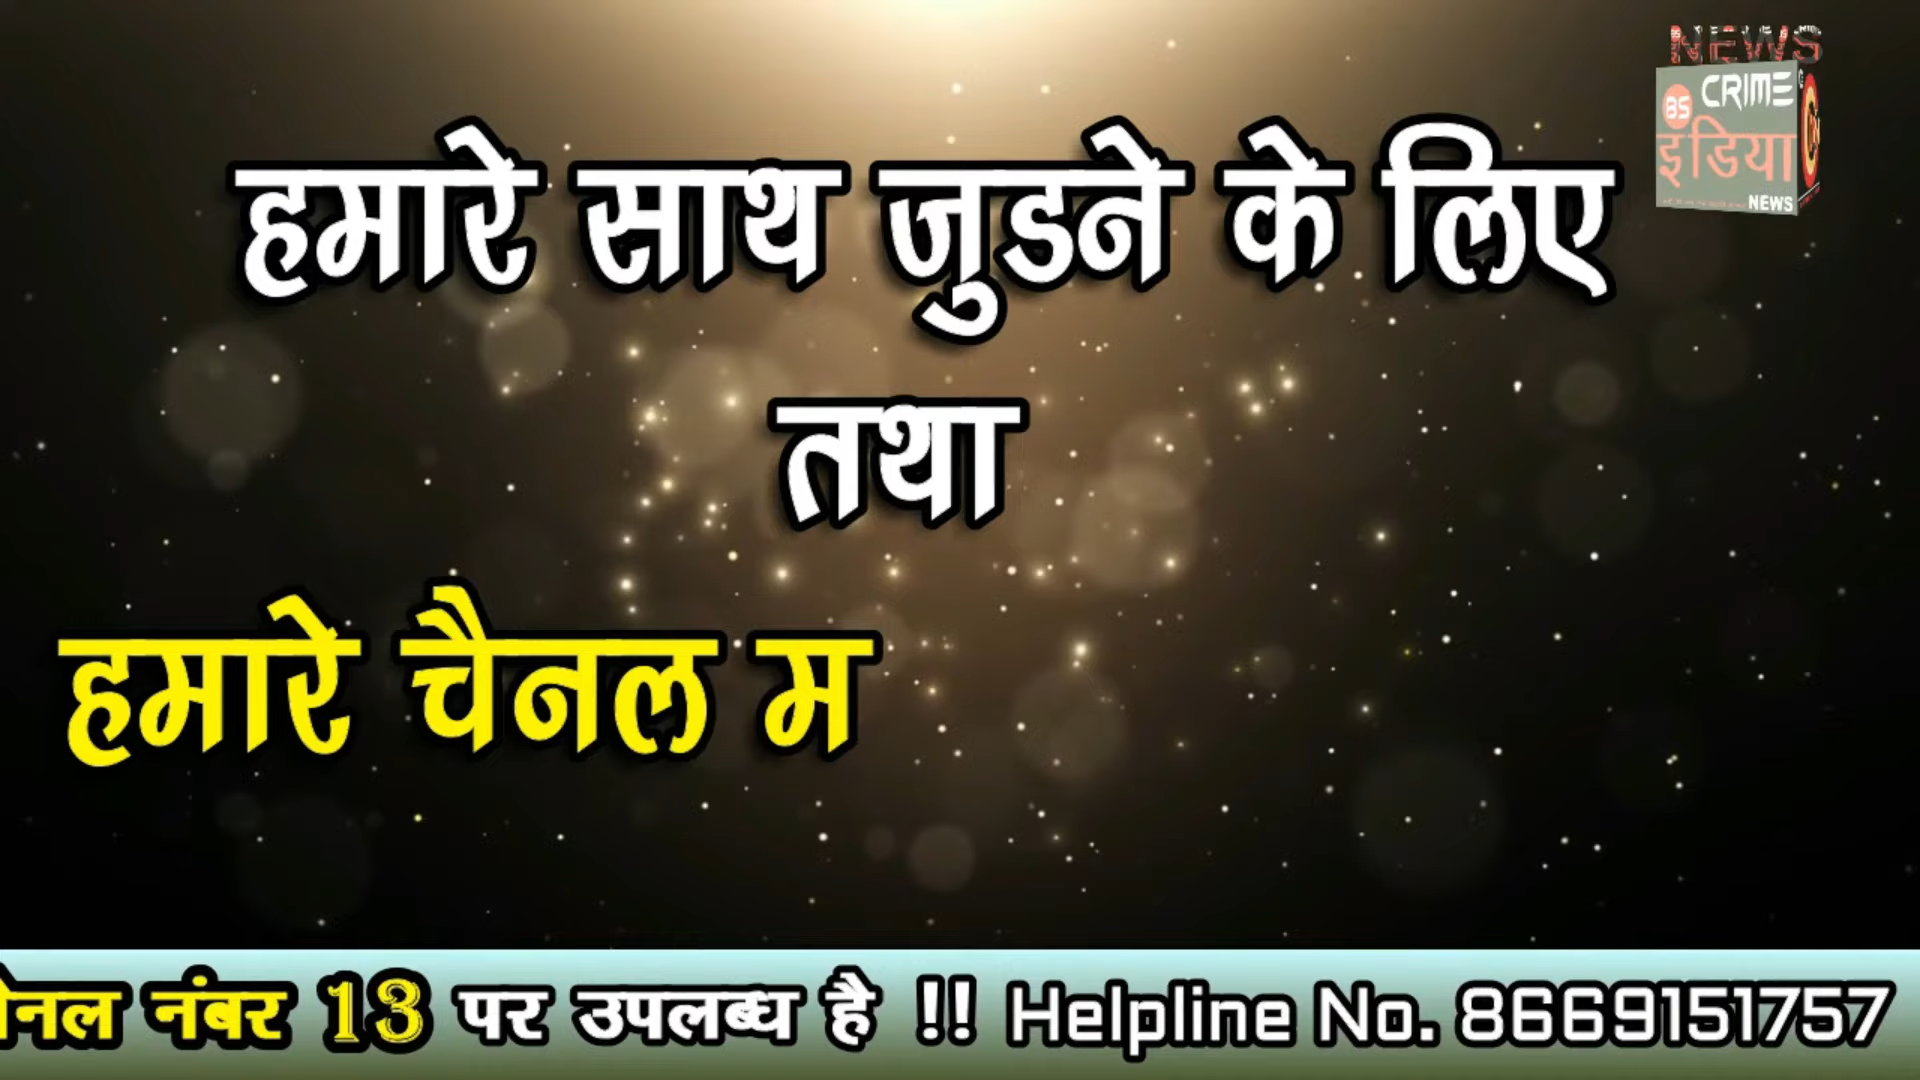 NEWS
BS CRIME
इंडिया
NEWS
हमारे साथ जुडने के लिए
तथा
हमारे चैनल म
नंबर 13 पर उपलब्ध है !! Helpline No. 8669151757